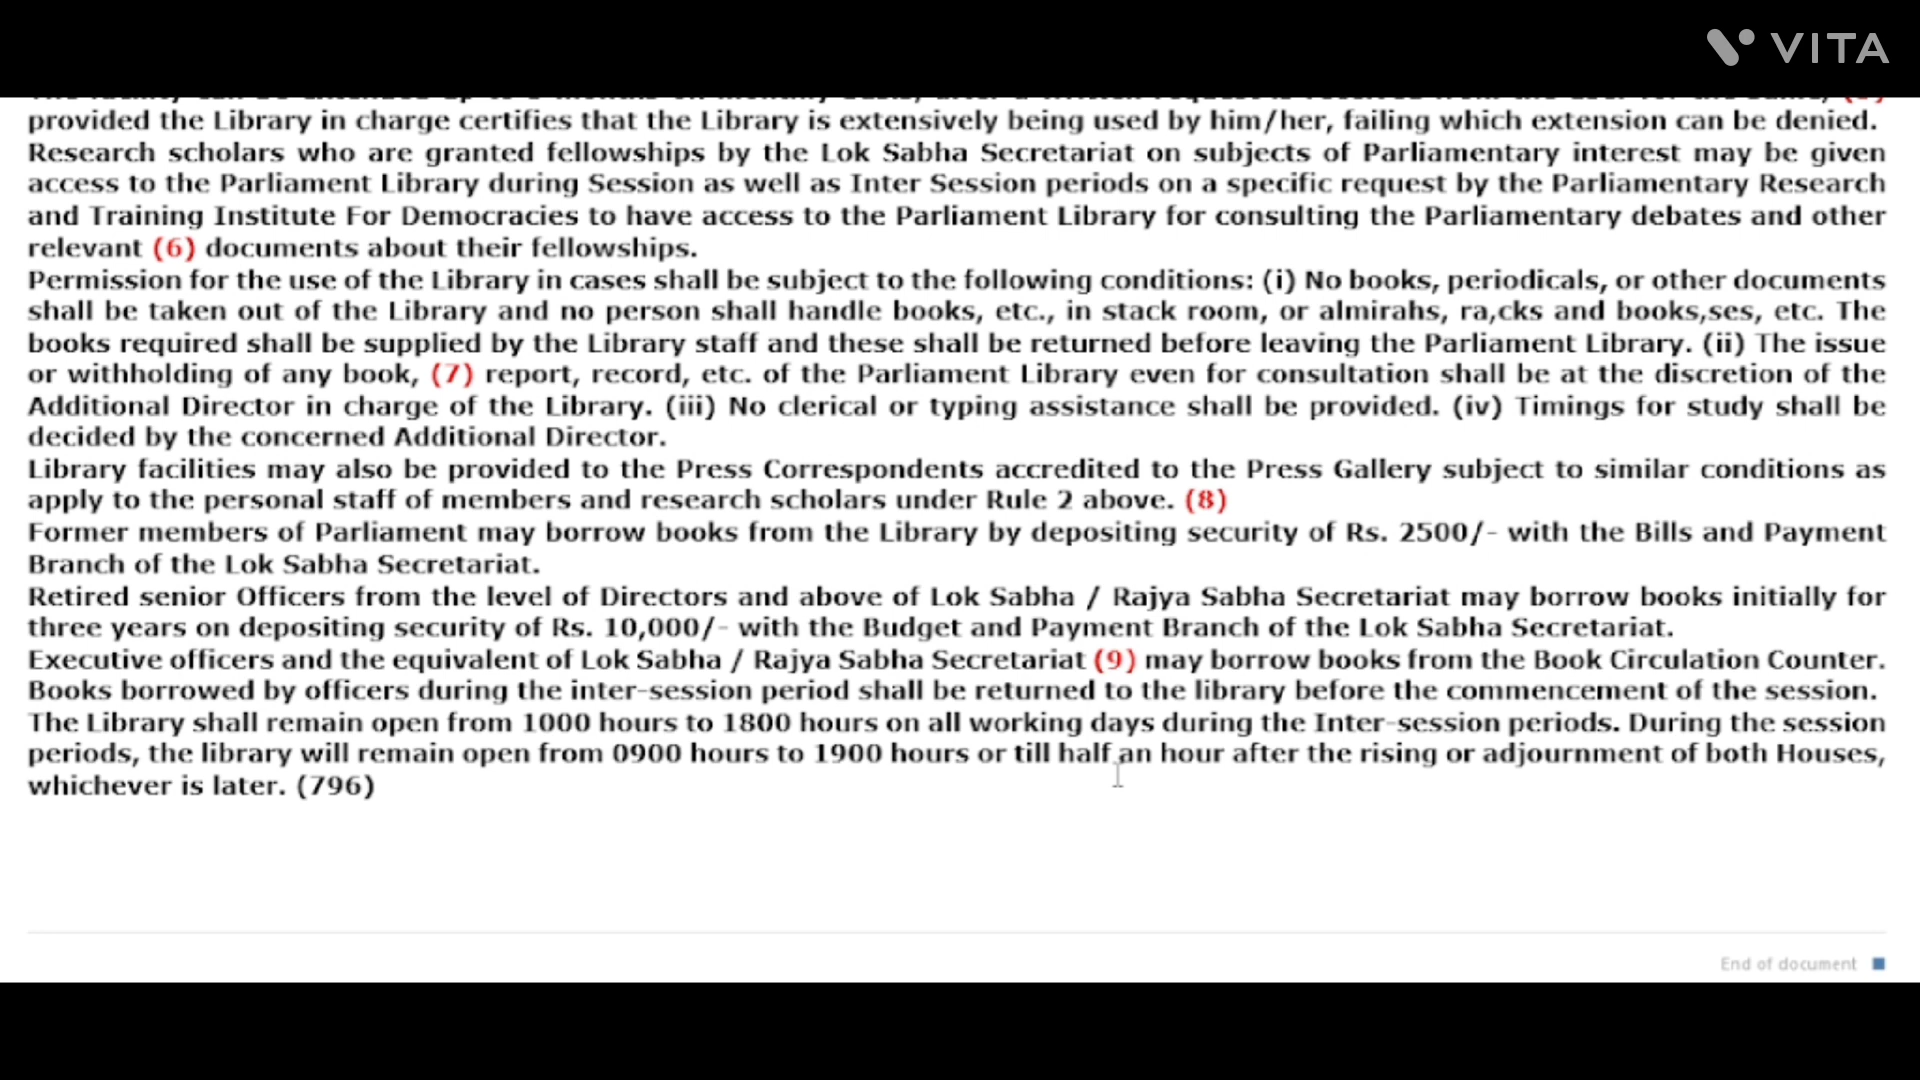 VITA
provided the Library in charge certifies that the Library is extensively being used by him/her, failing which extension can be denied.
Research scholars who are granted fellowships by the Lok Sabha Secretariat on subjects of Parliamentary interest may be given
access to the Parliament Library during Session as well as Inter Session periods on a specific request by the Parliamentary Research
and Training Institute For Democracies to have access to the Parliament Library for consulting the Parliamentary debates and other
relevant (6) documents about their fellowships.
Permission for the use of the Library in cases shall be subject to the following conditions: (i) No books, periodicals, or other documents
shall be taken out of the Library and no person shall handle books, etc., in stack room, or almirahs, ra,cks and books,ses, etc. The
books required shall be supplied by the Library staff and these shall be returned before leaving the Parliament Library. (ii) The issue
or withholding of any book, (7) report, record, etc. of the Parliament Library even for consultation shall be at the discretion of the
Additional Director in charge of the Library. (iii) No clerical or typing assistance shall be provided. (iv) Timings for study shall be
decided by the concerned Additional Director.
Library facilities may also be provided to the Press Correspondents accredited to the Press Gallery subject to similar conditions as
apply to the personal staff of members and research scholars under Rule 2 above. (8)
Former members of Parliament may borrow books from the Library by depositing security of Rs. 2500/- with the Bills and Payment
Branch of the Lok Sabha Secretariat.
Retired senior Officers from the level of Directors and above of Lok Sabha / Rajya Sabha Secretariat may borrow books initially for
three years on depositing security of Rs. 10,000/- with the Budget and Payment Branch of the Lok Sabha Secretariat.
Executive officers and the equivalent of Lok Sabha / Rajya Sabha Secretariat (9) may borrow books from the Book Circulation Counter.
Books borrowed by officers during the inter-session period shall be returned to the library before the commencement of the session.
The Library shall remain open from 1000 hours to 1800 hours on all working days during the Inter-session periods. During the session
periods, the library will remain open from 0900 hours to 1900 hours or till half an hour after the rising or adjournment of both Houses,
whichever is later. (796)
End of document